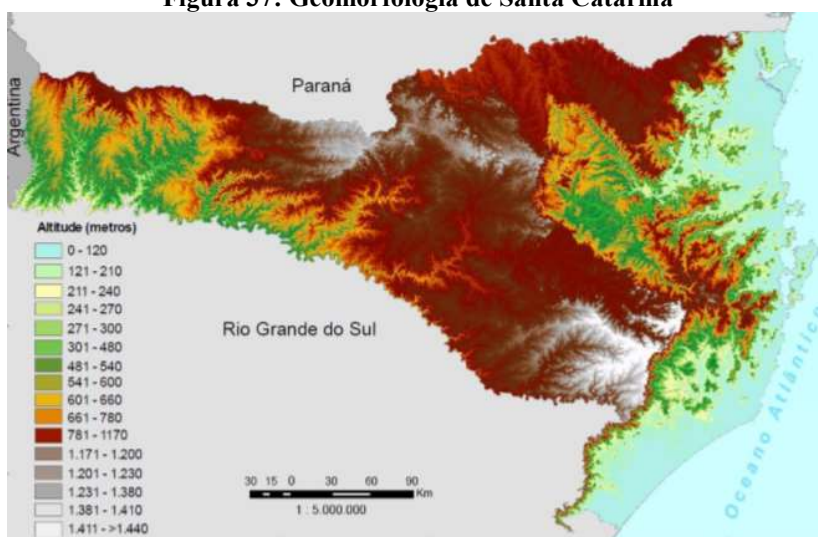 Figura 37: Geomorfologia de Santa Catarina
Paraná
Argentina
Altitude (metros)
0 - 120
121 - 210
211 - 240
241 - 270
271 - 300
301 - 480
481 - 540
541 - 600
601 - 660
661 - 780
781 - 1170
1.171 - 1.200
1.201 - 1.230
1.231 - 1.380
1.381 - 1.410
1.411 - >1.440
Rio Grande do Sul
30 15 0 30 60 90
Km
1 : 5.000.000
Oceano Atlântico